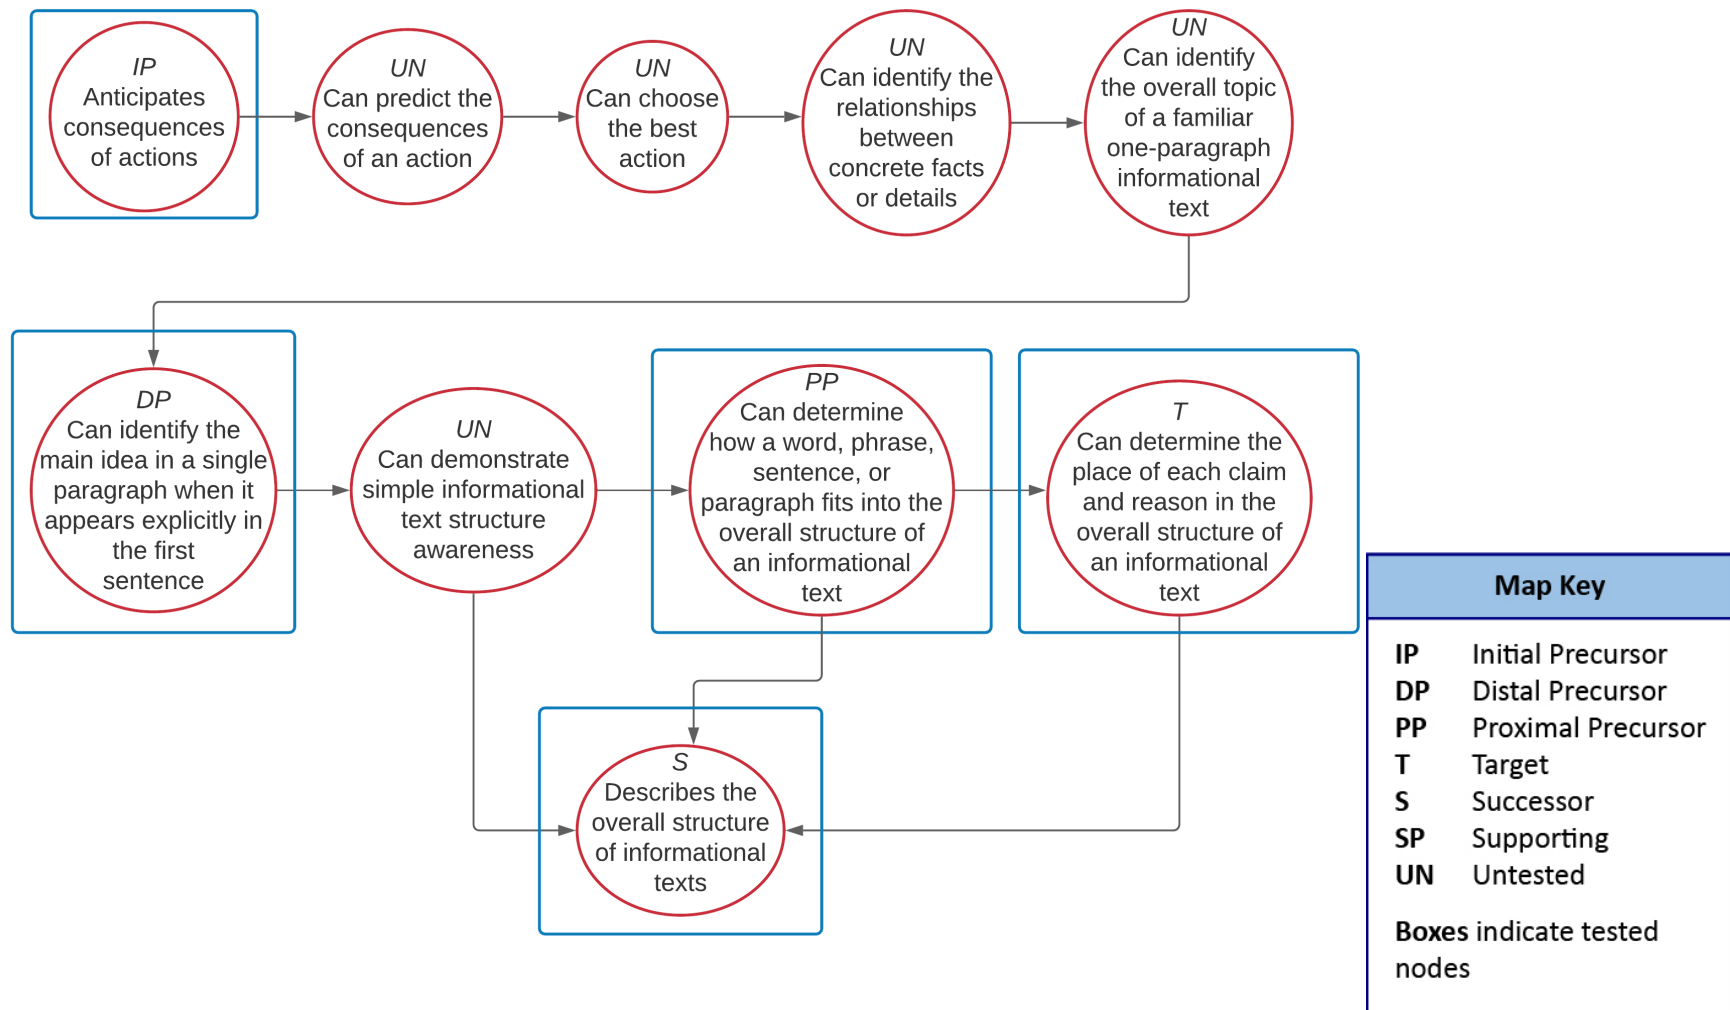 IP
Anticipates
consequences
of actions
UN
Can predict the
consequences
of an action
UN
Can choose
the best
action
UN
Can identify the
relationships
between
concrete facts
or details
UN
Can identify
the overall topic
of a familiar
one-paragraph
informational
text
DP
Can identify the
main idea in a single
paragraph when it
appears explicitly in
the first
sentence
UN
Can demonstrate
simple informational
text structure
awareness
PP
Can determine
how a word, phrase,
sentence, or
paragraph fits into the
overall structure of
an informational
text
T
Can determine the
place of each claim
and reason in the
overall structure of
an informational
text
S
Describes the
overall structure
of informational
texts
Map Key
IP Initial Precursor
DP Distal Precursor
PP Proximal Precursor
T Target
S Successor
SP Supporting
UN Untested
Boxes indicate tested
nodes